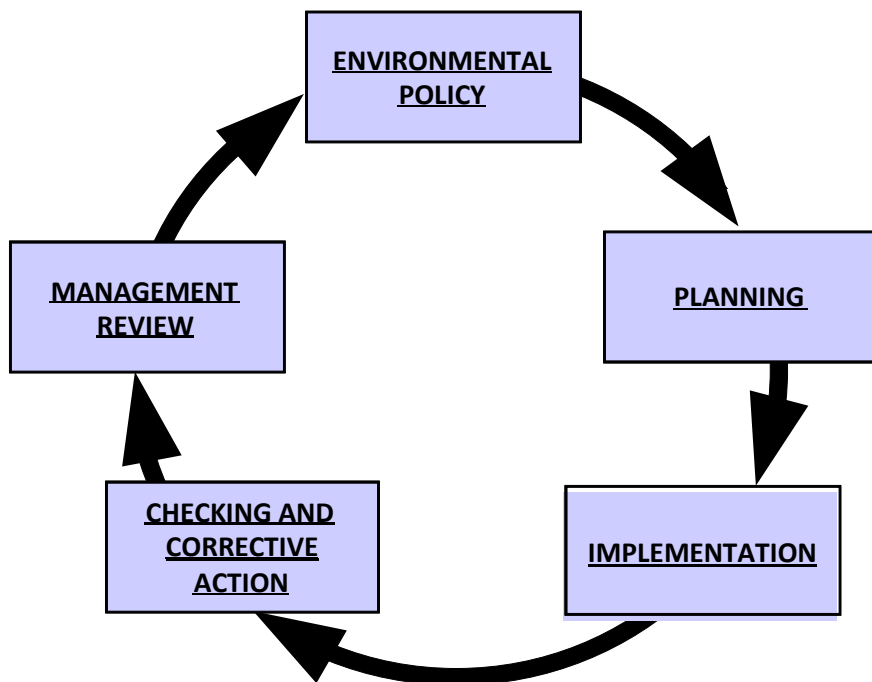 ENVIRONMENTAL
POLICY
PLANNING
IMPLEMENTATION
CHECKING AND
CORRECTIVE
ACTION
MANAGEMENT
REVIEW